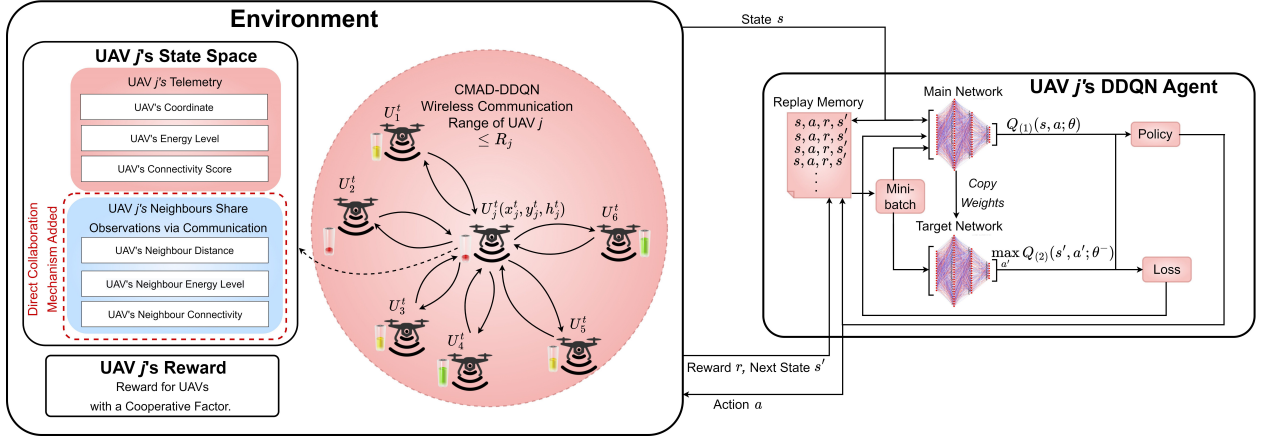 Environment
UAV j's State Space
UAV j's Telemetry
UAV's Coordinate
UAV's Energy Level
UAV's Connectivity Score
Direct Collaboration
Mechanism Added
UAV j's Neighbours Share
Observations via Communication
UAV's Neighbour Distance
UAV's Neighbour Energy Level
UAV's Neighbour Connectivity
UAV j's Reward
Reward for UAVs
with a Cooperative Factor.
CMAD-DDQN
Wireless Communication
Range of UAV j
≤ R_j
U_1^t
U_2^t
U_j^t(x_j^t, y_j^t, h_j^t)
U_6^t
U_3^t
U_4^t
U_5^t
State s
Reward r, Next State s′
Action a
UAV j's DDQN Agent
Replay Memory
s, a, r, s′
s, a, r, s′
s, a, r, s′
s, a, r, s′
⋮
Mini-
batch
Main Network
Q_(1)(s, a; θ)
Policy
Copy
Weights
Target Network
max_{a′} Q_(2)(s′, a′; θ⁻)
Loss